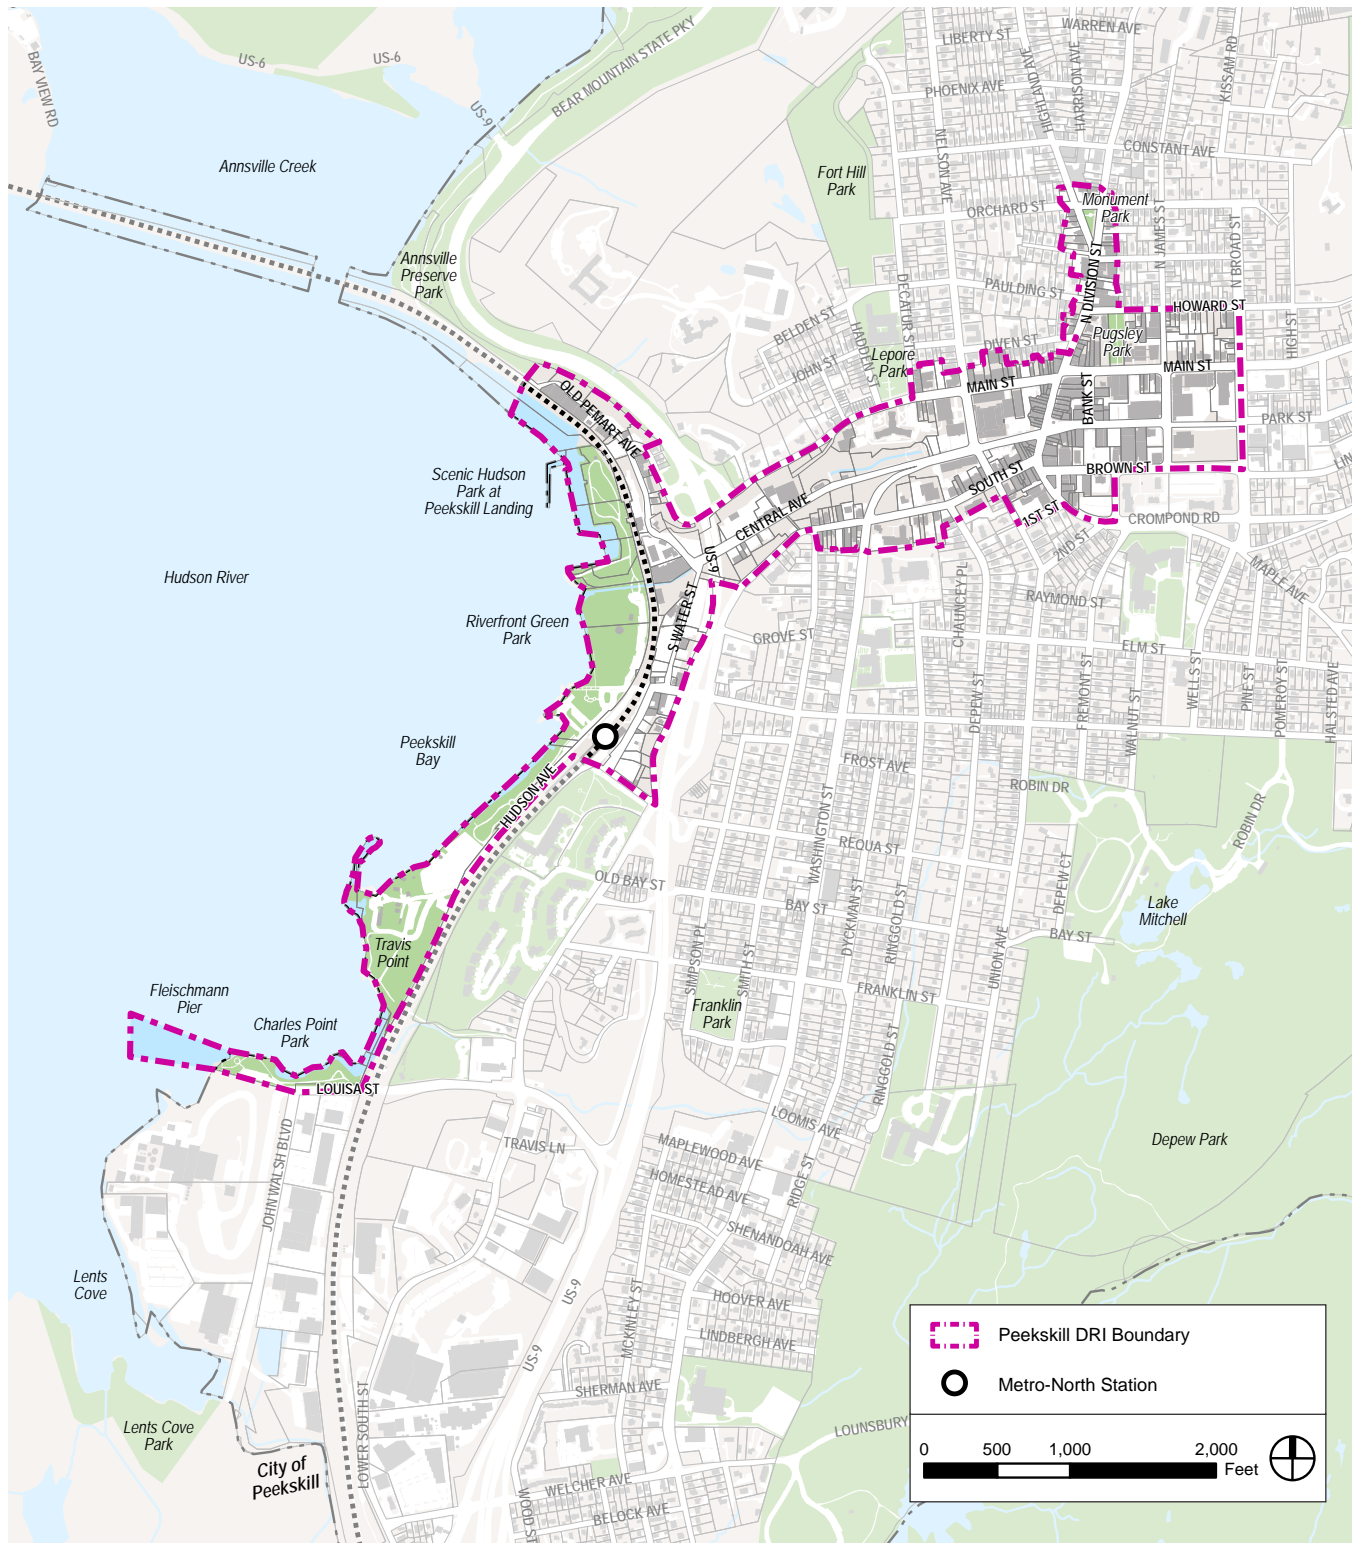 WARREN AVE
LIBERTY ST
HIGHLAND AVE
HARRISON AVE
KISSAM RD
BEAR MOUNTAIN STATE PKY
US-6
US-6
BAY VIEW RD
US-9
PHOENIX AVE
NELSON AVE
CONSTANT AVE
Annsville Creek
Fort Hill
Park
ORCHARD ST
Monument
Park
N JAMES ST
N BROAD ST
Annsville
Preserve
Park
DECATUR ST
PAULDING ST
N DIVISION ST
HOWARD ST
BELDEN ST
HADDEN ST
JOHN ST
Lepore
Park
DIVEN ST
Pugsley
Park
HIGH ST
MAIN ST
MAIN ST
BANK ST
PARK ST
OLD PEMART AVE
Scenic Hudson
Park at
Peekskill Landing
SOUTH ST
BROWN ST
CENTRAL AVE
1ST ST
CROMPOND RD
2ND ST
US-9
Hudson River
CHAUNCEY PL
RAYMOND ST
MAPLE AVE
Riverfront Green
Park
S WATER ST
GROVE ST
ELM ST
DEPEW ST
FREMONT ST
WALNUT ST
WELLS ST
PINE ST
POMEROY ST
HALSTED AVE
Peekskill
Bay
HUDSON AVE
FROST AVE
ROBIN DR
ROBIN DR
WASHINGTON ST
REQUA ST
OLD BAY ST
BAY ST
DYCKMAN ST
RINGGOLD ST
DEPEW CT
Lake
Mitchell
BAY ST
Travis
Point
SIMPSON PL
SMITH ST
UNION AVE
Fleischmann
Pier
Charles Point
Park
Franklin
Park
FRANKLIN ST
RINGGOLD ST
LOUISA ST
LOOMIS AVE
JOHN WALSH BLVD
TRAVIS LN
MAPLEWOOD AVE
HOMESTEAD AVE
RIDGE ST
SHENANDOAH AVE
Depew Park
Lents
Cove
US-9
HOOVER AVE
MCKINLEY ST
LINDBERGH AVE
US-9
SHERMAN AVE
LOWER SOUTH ST
LOUNSBURY
Lents Cove
Park
City of
Peekskill
WELCHER AVE
WOOD ST
BELOCK AVE
Peekskill DRI Boundary
Metro-North Station
0 500 1,000 2,000
Feet